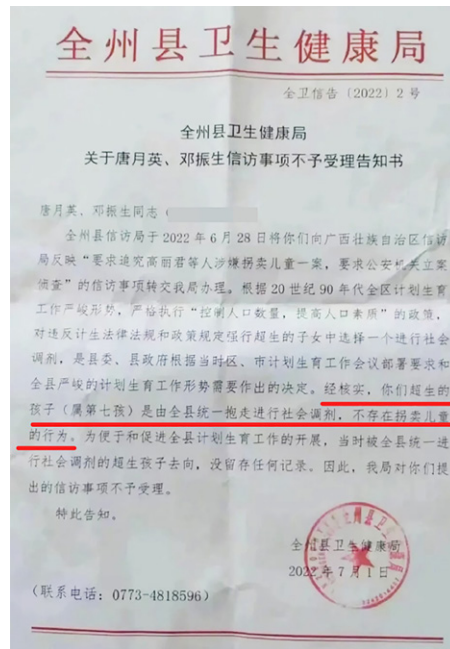 全州县卫生健康局
全卫信告〔2022〕2号
全州县卫生健康局
关于唐月英、邓振生信访事项不予受理告知书
唐月英、邓振生同志（
全州县信访局于2022年6月28日将你们向广西壮族自治区信访
局反映“要求追究高丽君等人涉嫌拐卖儿童一案，要求公安机关立案
侦查”的信访事项转交我局办理。根据20世纪90年代全区计划生育
工作严峻形势，严格执行“控制人口数量，提高人口素质”的政策，
对违反计生法律法规和政策规定强行超生的子女中选择一个进行社会
调剂，是县委、县政府根据当时区、市计划生育工作会议部署要求和
全县严峻的计划生育工作形势需要作出的决定。经核实，你们超生的
孩子（属第七孩）是由全县统一抱走进行社会调剂，不存在拐卖儿童
的行为。为便于和促进全县计划生育工作的开展，当时被全县统一进
行社会调剂的超生孩子去向，没留存任何记录。因此，我局对你们提
出的信访事项不予受理。
特此告知。
全州县卫生健康局
2022年7月1日
（联系电话：0773-4818596）